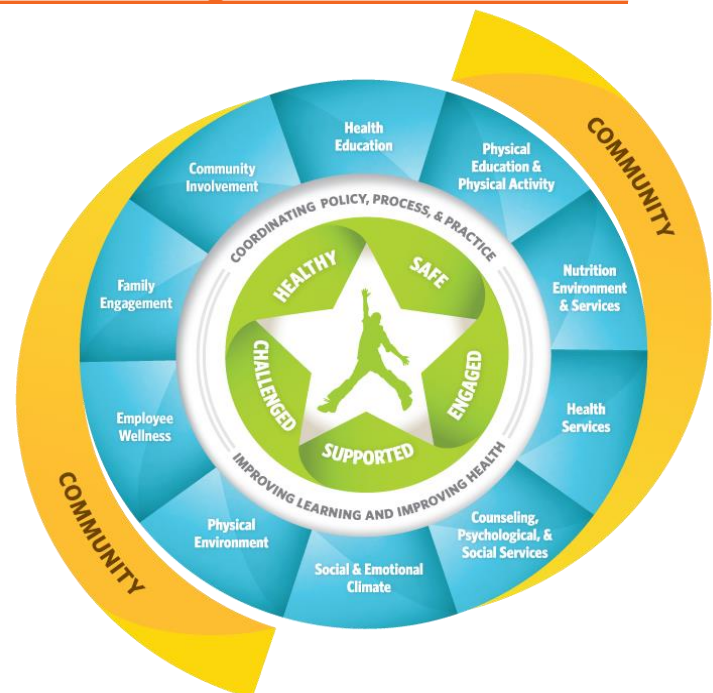 COMMUNITY
Health
Education
Physical
Education &
Physical Activity
Nutrition
Environment
& Services
Health
Services
Counseling,
Psychological, &
Social Services
Social & Emotional
Climate
Physical
Environment
Employee
Wellness
Family
Engagement
Community
Involvement
COORDINATING POLICY, PROCESS, & PRACTICE
IMPROVING LEARNING AND IMPROVING HEALTH
HEALTHY
SAFE
ENGAGED
SUPPORTED
CHALLENGED
COMMUNITY